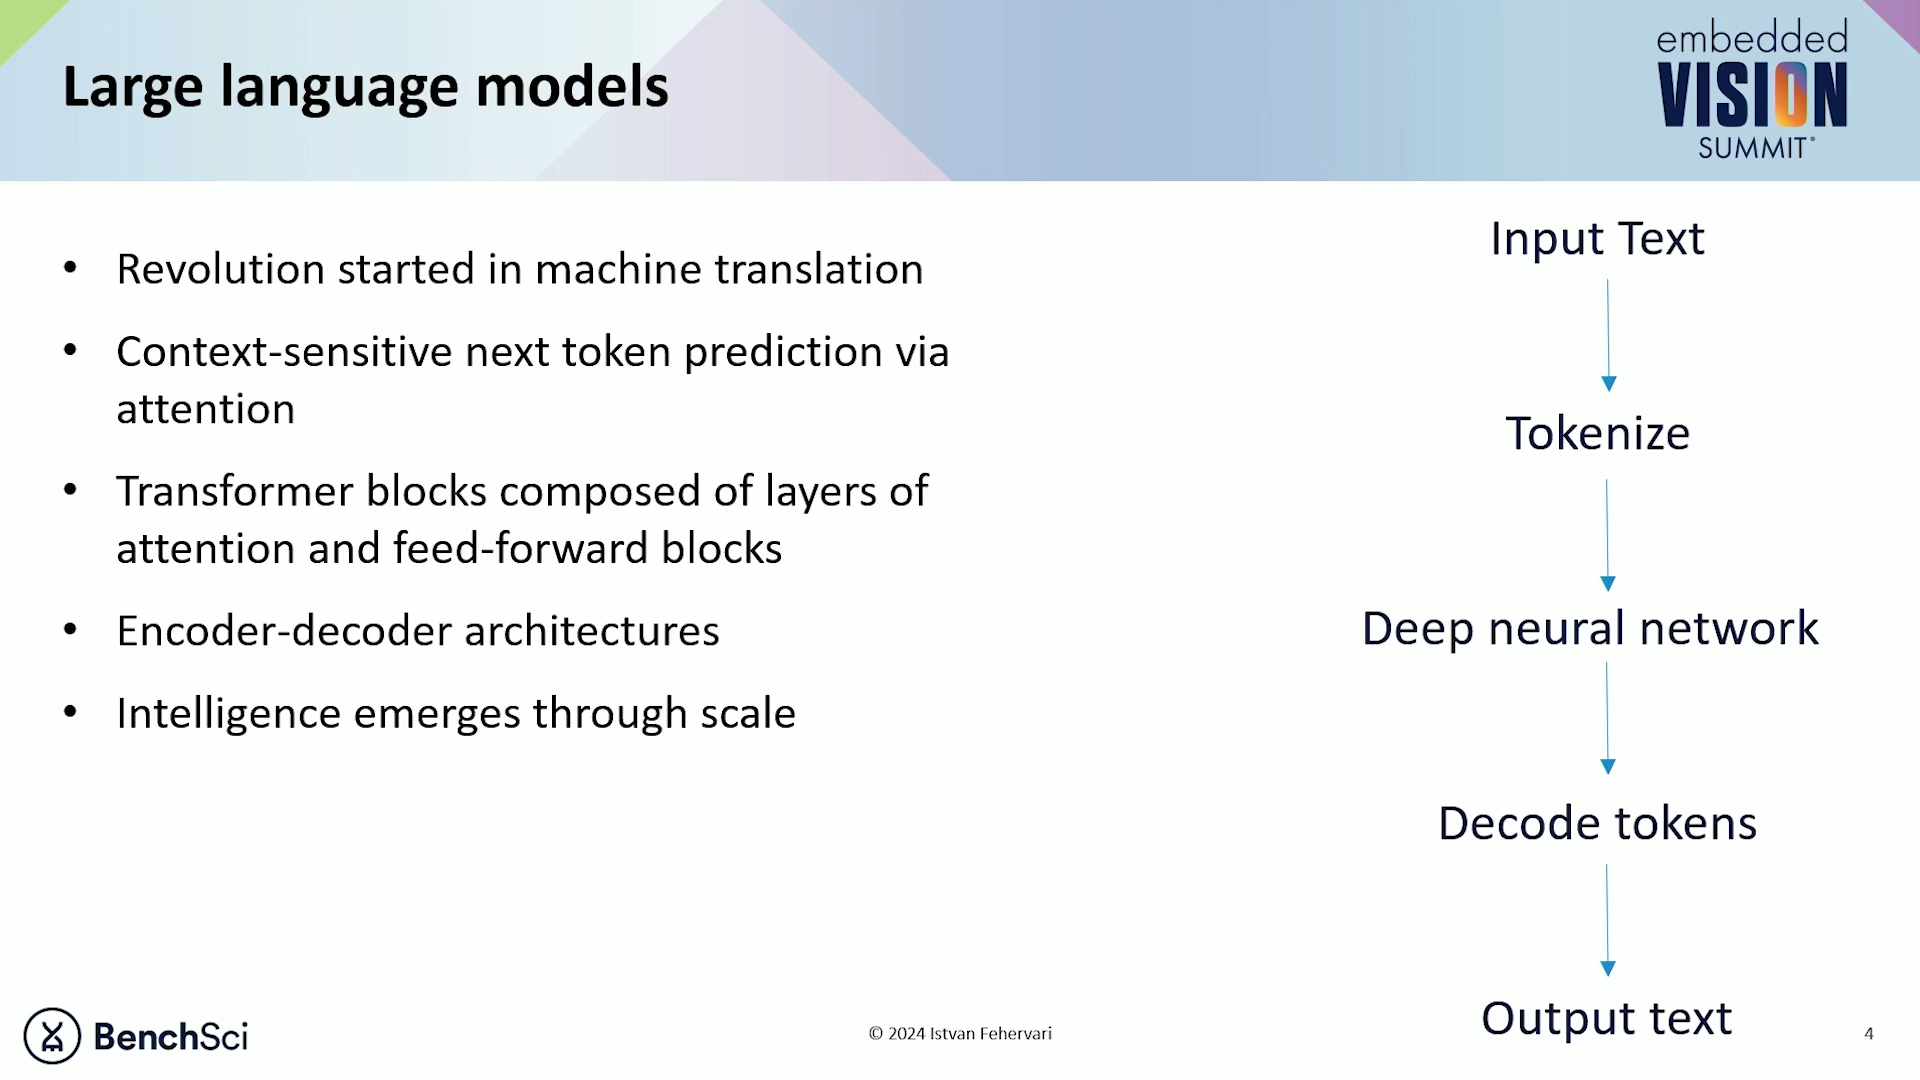 Large language models
embedded
VISION
SUMMIT
• Revolution started in machine translation
• Context-sensitive next token prediction via
attention
• Transformer blocks composed of layers of
attention and feed-forward blocks
• Encoder-decoder architectures
• Intelligence emerges through scale
Input Text
Tokenize
Deep neural network
Decode tokens
Output text
BenchSci
© 2024 Istvan Fehervari
4